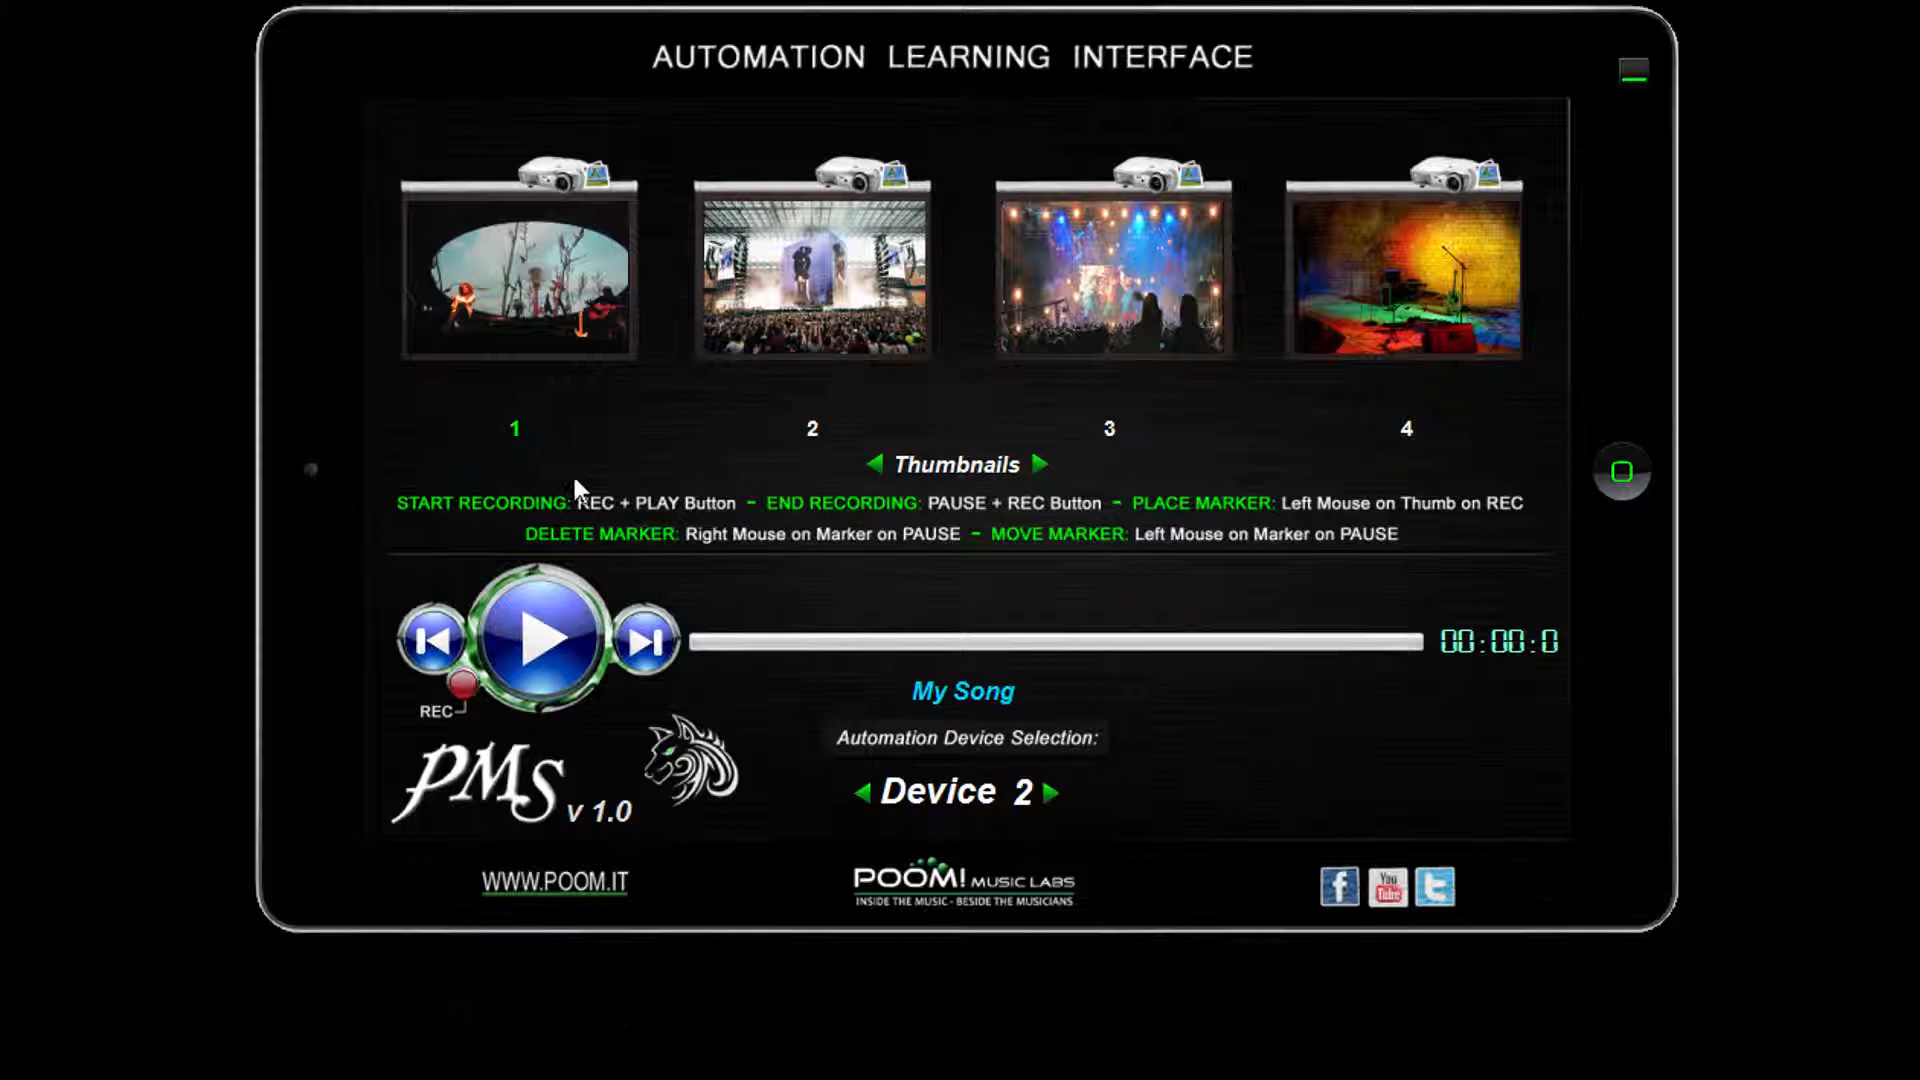 AUTOMATION LEARNING INTERFACE
1
2
3
4
Thumbnails
START RECORDING: REC + PLAY Button - END RECORDING: PAUSE + REC Button - PLACE MARKER: Left Mouse on Thumb on REC
DELETE MARKER: Right Mouse on Marker on PAUSE - MOVE MARKER: Left Mouse on Marker on PAUSE
00:00:0
REC
My Song
Automation Device Selection:
PMS v 1.0
Device 2
WWW.POOM.IT
POOM! MUSIC LABS
INSIDE THE MUSIC - BESIDE THE MUSICIANS
f
You Tube
t